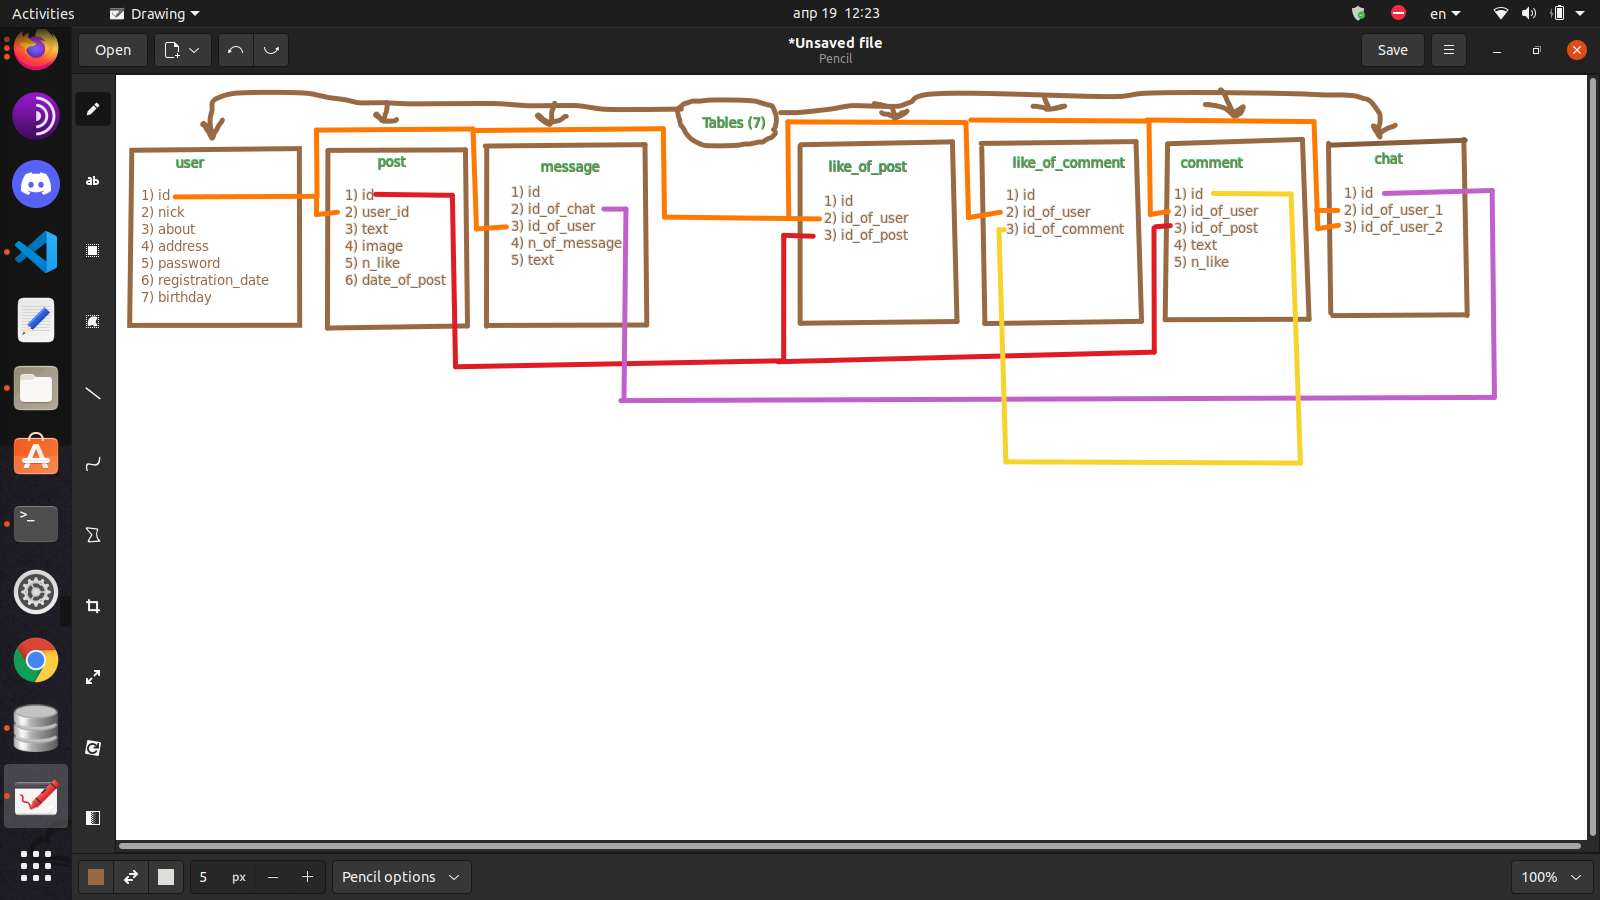 Activities
Drawing
апр 19 12:23
en
Open
*Unsaved file
Pencil
Save
Tables (7)
user
1) id
2) nick
3) about
4) address
5) password
6) registration_date
7) birthday
post
1) id
2) user_id
3) text
4) image
5) n_like
6) date_of_post
message
1) id
2) id_of_chat
3) id_of_user
4) n_of_message
5) text
like_of_post
1) id
2) id_of_user
3) id_of_post
like_of_comment
1) id
2) id_of_user
3) id_of_comment
comment
1) id
2) id_of_user
3) id_of_post
4) text
5) n_like
chat
1) id
2) id_of_user_1
3) id_of_user_2
ab
5 px
Pencil options
100%